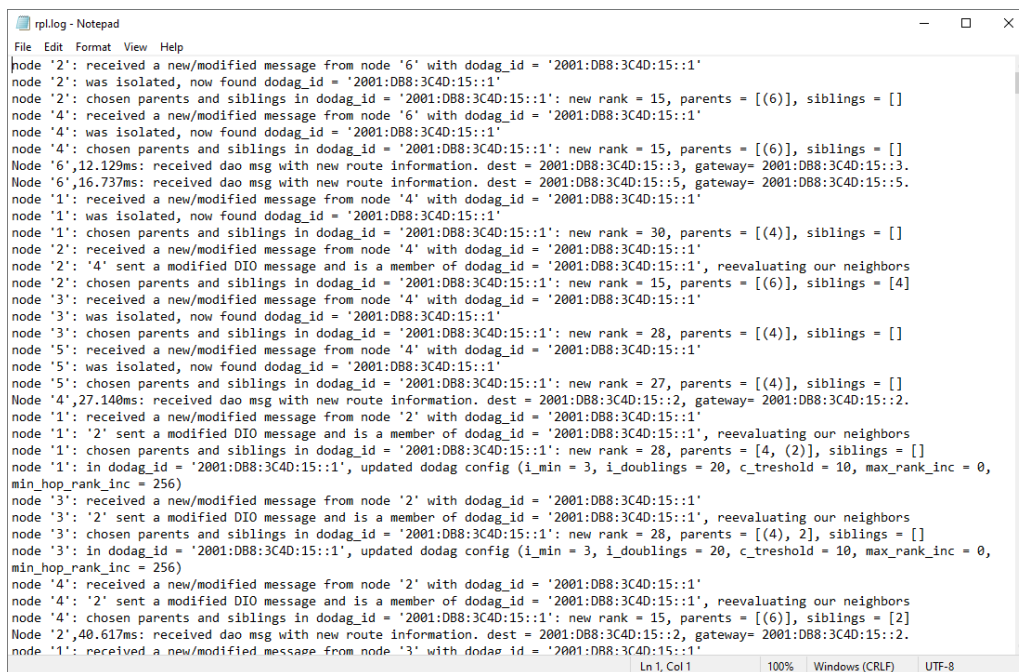 rpl.log - Notepad
File Edit Format View Help
node '2': received a new/modified message from node '6' with dodag_id = '2001:DB8:3C4D:15::1'
node '2': was isolated, now found dodag_id = '2001:DB8:3C4D:15::1'
node '2': chosen parents and siblings in dodag_id = '2001:DB8:3C4D:15::1': new rank = 15, parents = [(6)], siblings = []
node '4': received a new/modified message from node '6' with dodag_id = '2001:DB8:3C4D:15::1'
node '4': was isolated, now found dodag_id = '2001:DB8:3C4D:15::1'
node '4': chosen parents and siblings in dodag_id = '2001:DB8:3C4D:15::1': new rank = 15, parents = [(6)], siblings = []
Node '6',12.129ms: received dao msg with new route information. dest = 2001:DB8:3C4D:15::3, gateway= 2001:DB8:3C4D:15::3.
Node '6',16.737ms: received dao msg with new route information. dest = 2001:DB8:3C4D:15::5, gateway= 2001:DB8:3C4D:15::5.
node '1': received a new/modified message from node '4' with dodag_id = '2001:DB8:3C4D:15::1'
node '1': was isolated, now found dodag_id = '2001:DB8:3C4D:15::1'
node '1': chosen parents and siblings in dodag_id = '2001:DB8:3C4D:15::1': new rank = 30, parents = [(4)], siblings = []
node '2': received a new/modified message from node '4' with dodag_id = '2001:DB8:3C4D:15::1'
node '2': '4' sent a modified DIO message and is a member of dodag_id = '2001:DB8:3C4D:15::1', reevaluating our neighbors
node '2': chosen parents and siblings in dodag_id = '2001:DB8:3C4D:15::1': new rank = 15, parents = [(6)], siblings = [4]
node '3': received a new/modified message from node '4' with dodag_id = '2001:DB8:3C4D:15::1'
node '3': was isolated, now found dodag_id = '2001:DB8:3C4D:15::1'
node '3': chosen parents and siblings in dodag_id = '2001:DB8:3C4D:15::1': new rank = 28, parents = [(4)], siblings = []
node '5': received a new/modified message from node '4' with dodag_id = '2001:DB8:3C4D:15::1'
node '5': was isolated, now found dodag_id = '2001:DB8:3C4D:15::1'
node '5': chosen parents and siblings in dodag_id = '2001:DB8:3C4D:15::1': new rank = 27, parents = [(4)], siblings = []
Node '4',27.140ms: received dao msg with new route information. dest = 2001:DB8:3C4D:15::2, gateway= 2001:DB8:3C4D:15::2.
node '1': received a new/modified message from node '2' with dodag_id = '2001:DB8:3C4D:15::1'
node '1': '2' sent a modified DIO message and is a member of dodag_id = '2001:DB8:3C4D:15::1', reevaluating our neighbors
node '1': chosen parents and siblings in dodag_id = '2001:DB8:3C4D:15::1': new rank = 28, parents = [4, (2)], siblings = []
node '1': in dodag_id = '2001:DB8:3C4D:15::1', updated dodag config (i_min = 3, i_doublings = 20, c_treshold = 10, max_rank_inc = 0,
min_hop_rank_inc = 256)
node '3': received a new/modified message from node '2' with dodag_id = '2001:DB8:3C4D:15::1'
node '3': '2' sent a modified DIO message and is a member of dodag_id = '2001:DB8:3C4D:15::1', reevaluating our neighbors
node '3': chosen parents and siblings in dodag_id = '2001:DB8:3C4D:15::1': new rank = 28, parents = [(4), 2], siblings = []
node '3': in dodag_id = '2001:DB8:3C4D:15::1', updated dodag config (i_min = 3, i_doublings = 20, c_treshold = 10, max_rank_inc = 0,
min_hop_rank_inc = 256)
node '4': received a new/modified message from node '2' with dodag_id = '2001:DB8:3C4D:15::1'
node '4': '2' sent a modified DIO message and is a member of dodag_id = '2001:DB8:3C4D:15::1', reevaluating our neighbors
node '4': chosen parents and siblings in dodag_id = '2001:DB8:3C4D:15::1': new rank = 15, parents = [(6)], siblings = [2]
Node '2',40.617ms: received dao msg with new route information. dest = 2001:DB8:3C4D:15::2, gateway= 2001:DB8:3C4D:15::2.
node '1': received a new/modified message from node '3' with dodag_id = '2001:DB8:3C4D:15::1'
Ln 1, Col 1 100% Windows (CRLF) UTF-8